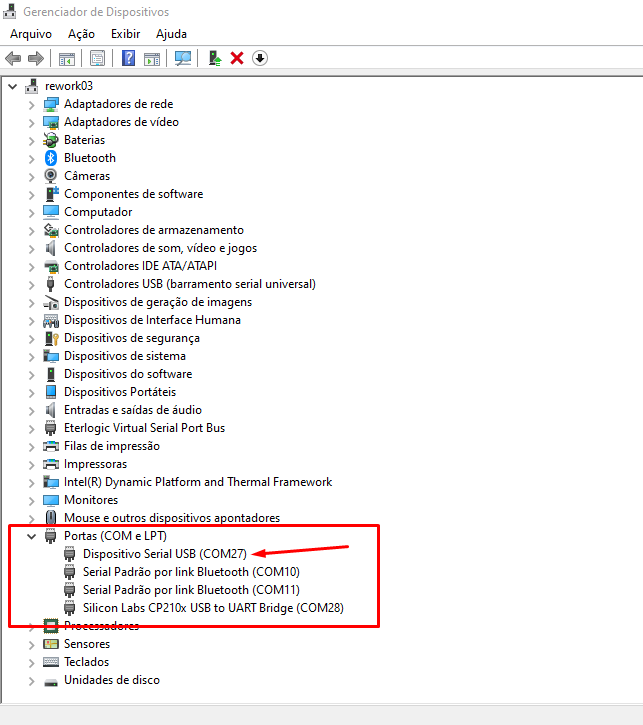 Gerenciador de Dispositivos
Arquivo Ação Exibir Ajuda
rework03
Adaptadores de rede
Adaptadores de vídeo
Baterias
Bluetooth
Câmeras
Componentes de software
Computador
Controladores de armazenamento
Controladores de som, vídeo e jogos
Controladores IDE ATA/ATAPI
Controladores USB (barramento serial universal)
Dispositivos de geração de imagens
Dispositivos de Interface Humana
Dispositivos de segurança
Dispositivos de sistema
Dispositivos do software
Dispositivos Portáteis
Entradas e saídas de áudio
Eterlogic Virtual Serial Port Bus
Filas de impressão
Impressoras
Intel(R) Dynamic Platform and Thermal Framework
Monitores
Mouse e outros dispositivos apontadores
Portas (COM e LPT)
Dispositivo Serial USB (COM27)
Serial Padrão por link Bluetooth (COM10)
Serial Padrão por link Bluetooth (COM11)
Silicon Labs CP210x USB to UART Bridge (COM28)
Processadores
Sensores
Teclados
Unidades de disco